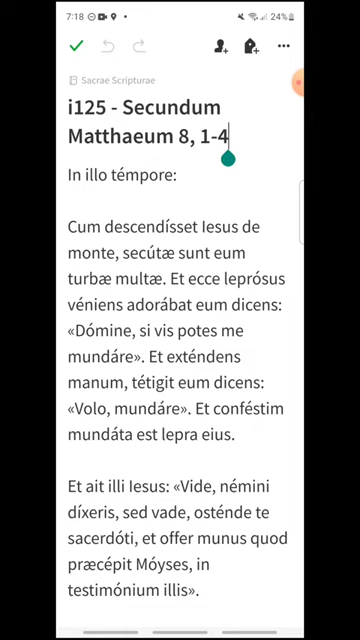 7:18
24%
Sacrae Scripturae
i125 - Secundum
Matthaeum 8, 1-4
In illo témpore:
Cum descendísset Iesus de
monte, secútæ sunt eum
turbæ multæ. Et ecce leprósus
véniens adorábat eum dicens:
«Dómine, si vis potes me
mundáre». Et exténdens
manum, tétigit eum dicens:
«Volo, mundáre». Et conféstim
mundáta est lepra eius.
Et ait illi Iesus: «Vide, némini
díxeris, sed vade, osténde te
sacerdóti, et offer munus quod
præcépit Móyses, in
testimónium illis».